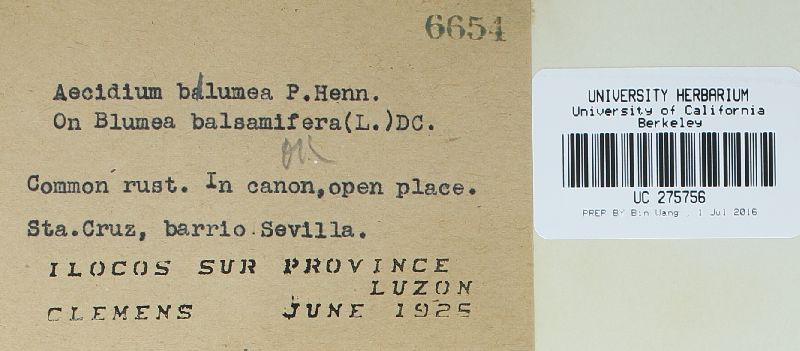 6654
Aecidium blumea P.Henn.
On Blumea balsamifera(L.)DC.
Common rust. In canon,open place.
Sta.Cruz, barrio Sevilla.
ILOCOS SUR PROVINCE
LUZON
CLEMENS JUNE 1925
UNIVERSITY HERBARIUM
University of California
Berkeley
UC 275756
PREP BY Bin Wang , 1 Jul 2016